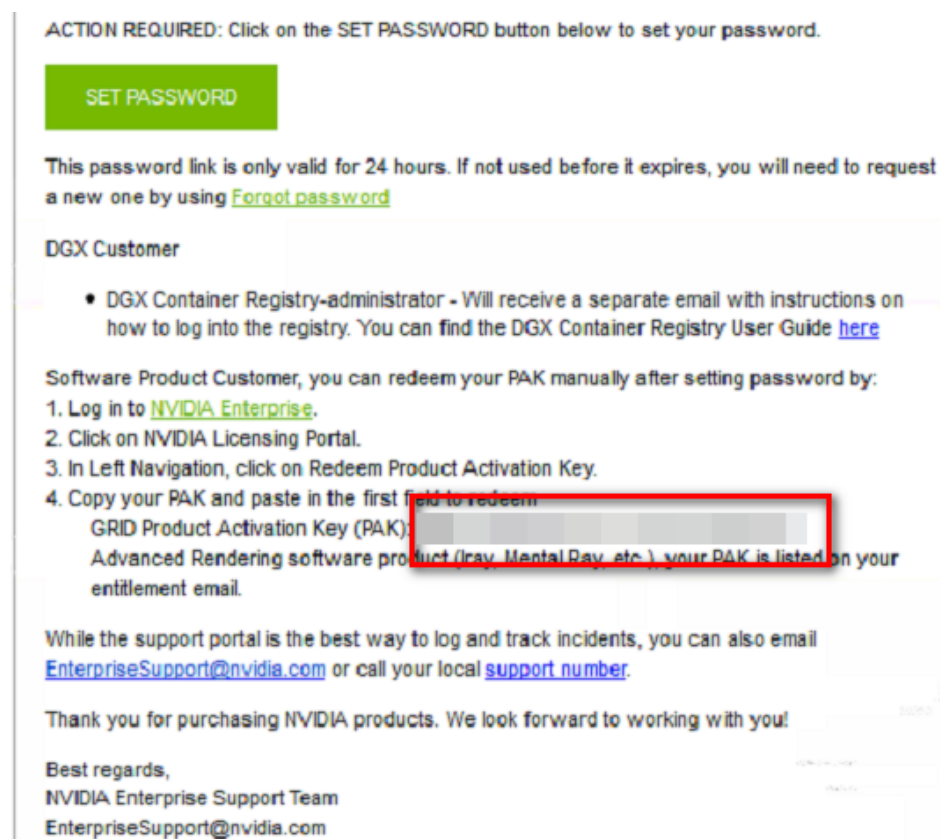 ACTION REQUIRED: Click on the SET PASSWORD button below to set your password.
SET PASSWORD
This password link is only valid for 24 hours. If not used before it expires, you will need to request
a new one by using Forgot password
DGX Customer
• DGX Container Registry-administrator - Will receive a separate email with instructions on
how to log into the registry. You can find the DGX Container Registry User Guide here
Software Product Customer, you can redeem your PAK manually after setting password by:
1. Log in to NVIDIA Enterprise.
2. Click on NVIDIA Licensing Portal.
3. In Left Navigation, click on Redeem Product Activation Key.
4. Copy your PAK and paste in the first field to redeem
GRID Product Activation Key (PAK):
Advanced Rendering software product (Iray, Mental Ray, etc.), your PAK is listed on your
entitlement email.
While the support portal is the best way to log and track incidents, you can also email
EnterpriseSupport@nvidia.com or call your local support number.
Thank you for purchasing NVIDIA products. We look forward to working with you!
Best regards,
NVIDIA Enterprise Support Team
EnterpriseSupport@nvidia.com